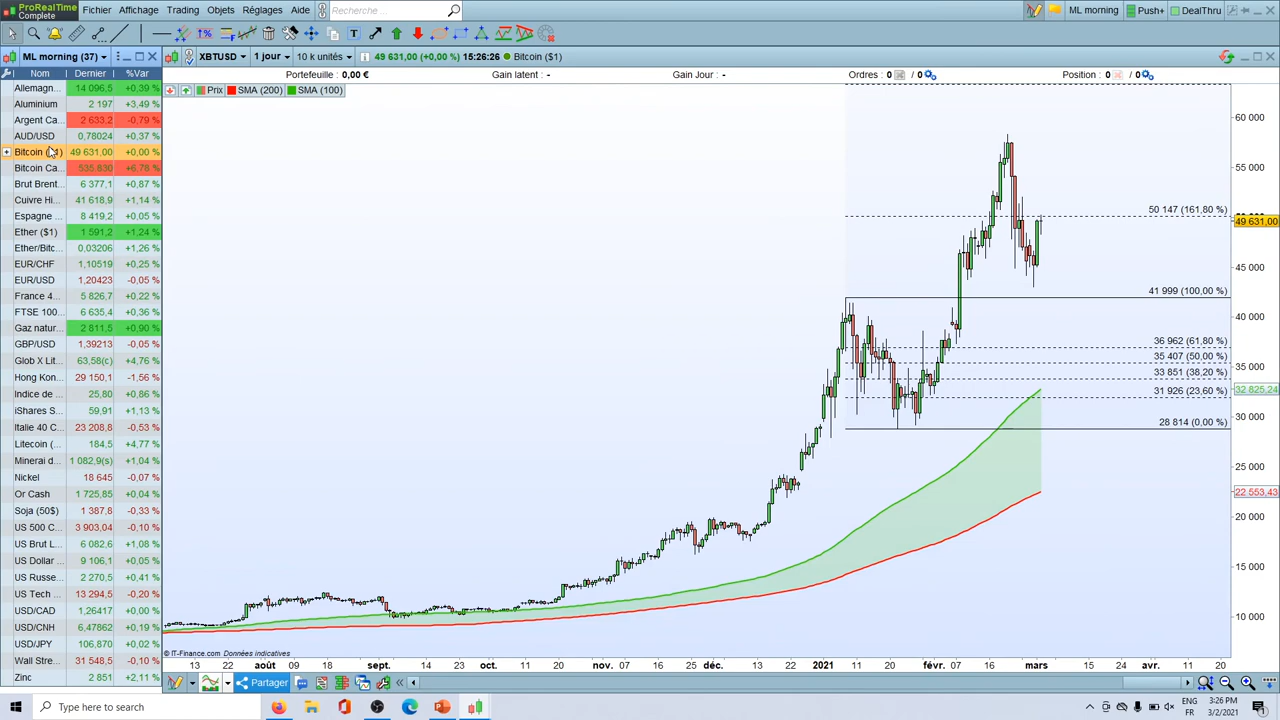 ProRealTime
Complete
Fichier Affichage Trading Objets Réglages Aide
Recherche ...
ML morning Push+ DealThru
ML morning (37)
XBTUSD 1 jour 10 k unités 49 631,00 (+0,00 %) 15:26:26 Bitcoin ($1)
Nom Dernier %Var
Portefeuille : 0,00 € Gain latent : - Gain Jour : - Ordres : 0 / 0 Position : 0 / 0
Prix SMA (200) SMA (100)
Allemagn... 14 096,5 +0,39 %
Aluminium 2 197 +3,49 %
Argent Ca... 2 633,2 -0,79 %
AUD/USD 0,78024 +0,37 %
Bitcoin ($1) 49 631,00 +0,00 %
Bitcoin Ca... 535,830 +6,78 %
Brut Brent... 6 377,1 +0,87 %
Cuivre Hi... 41 618,9 +1,14 %
Espagne ... 8 419,2 +0,05 %
Ether ($1) 1 591,2 +1,24 %
Ether/Bitc... 0,03206 +1,26 %
EUR/CHF 1,10519 +0,25 %
EUR/USD 1,20423 -0,05 %
France 4... 5 826,7 +0,22 %
FTSE 100... 6 635,4 +0,36 %
Gaz natur... 2 811,5 +0,90 %
GBP/USD 1,39213 -0,05 %
Glob X Lit... 63,58(c) +4,76 %
Hong Kon... 29 150,1 -1,56 %
Indice de ... 25,80 +0,86 %
iShares S... 59,91 +1,13 %
Italie 40 C... 23 208,8 -0,53 %
Litecoin (... 184,5 +4,77 %
Minerai d... 1 082,9(s) +1,04 %
Nickel 18 645 -0,07 %
Or Cash 1 725,85 +0,04 %
Soja (50$) 1 387,8 -0,33 %
US 500 C... 3 903,04 -0,10 %
US Brut L... 6 082,6 +1,08 %
US Dollar ... 9 106,1 +0,05 %
US Russe... 2 270,5 +0,41 %
US Tech ... 13 294,5 -0,20 %
USD/CAD 1,26417 +0,00 %
USD/CNH 6,47862 +0,19 %
USD/JPY 106,870 +0,02 %
Wall Stre... 31 548,5 -0,10 %
Zinc 2 851 +2,11 %
50 147 (161,80 %)
41 999 (100,00 %)
36 962 (61,80 %)
35 407 (50,00 %)
33 851 (38,20 %)
31 926 (23,60 %)
28 814 (0,00 %)
60 000
55 000
49 631,00
45 000
40 000
35 000
32 825,24
30 000
25 000
22 553,43
20 000
15 000
10 000
© IT-Finance.com Données indicatives
13 22 août 09 18 sept. 14 23 oct. 11 20 nov. 07 16 25 déc. 13 22 2021 11 20 févr. 07 16 mars 15 24 avr. 11 20
Partager
Type here to search
ENG
FR
3:26 PM
3/2/2021